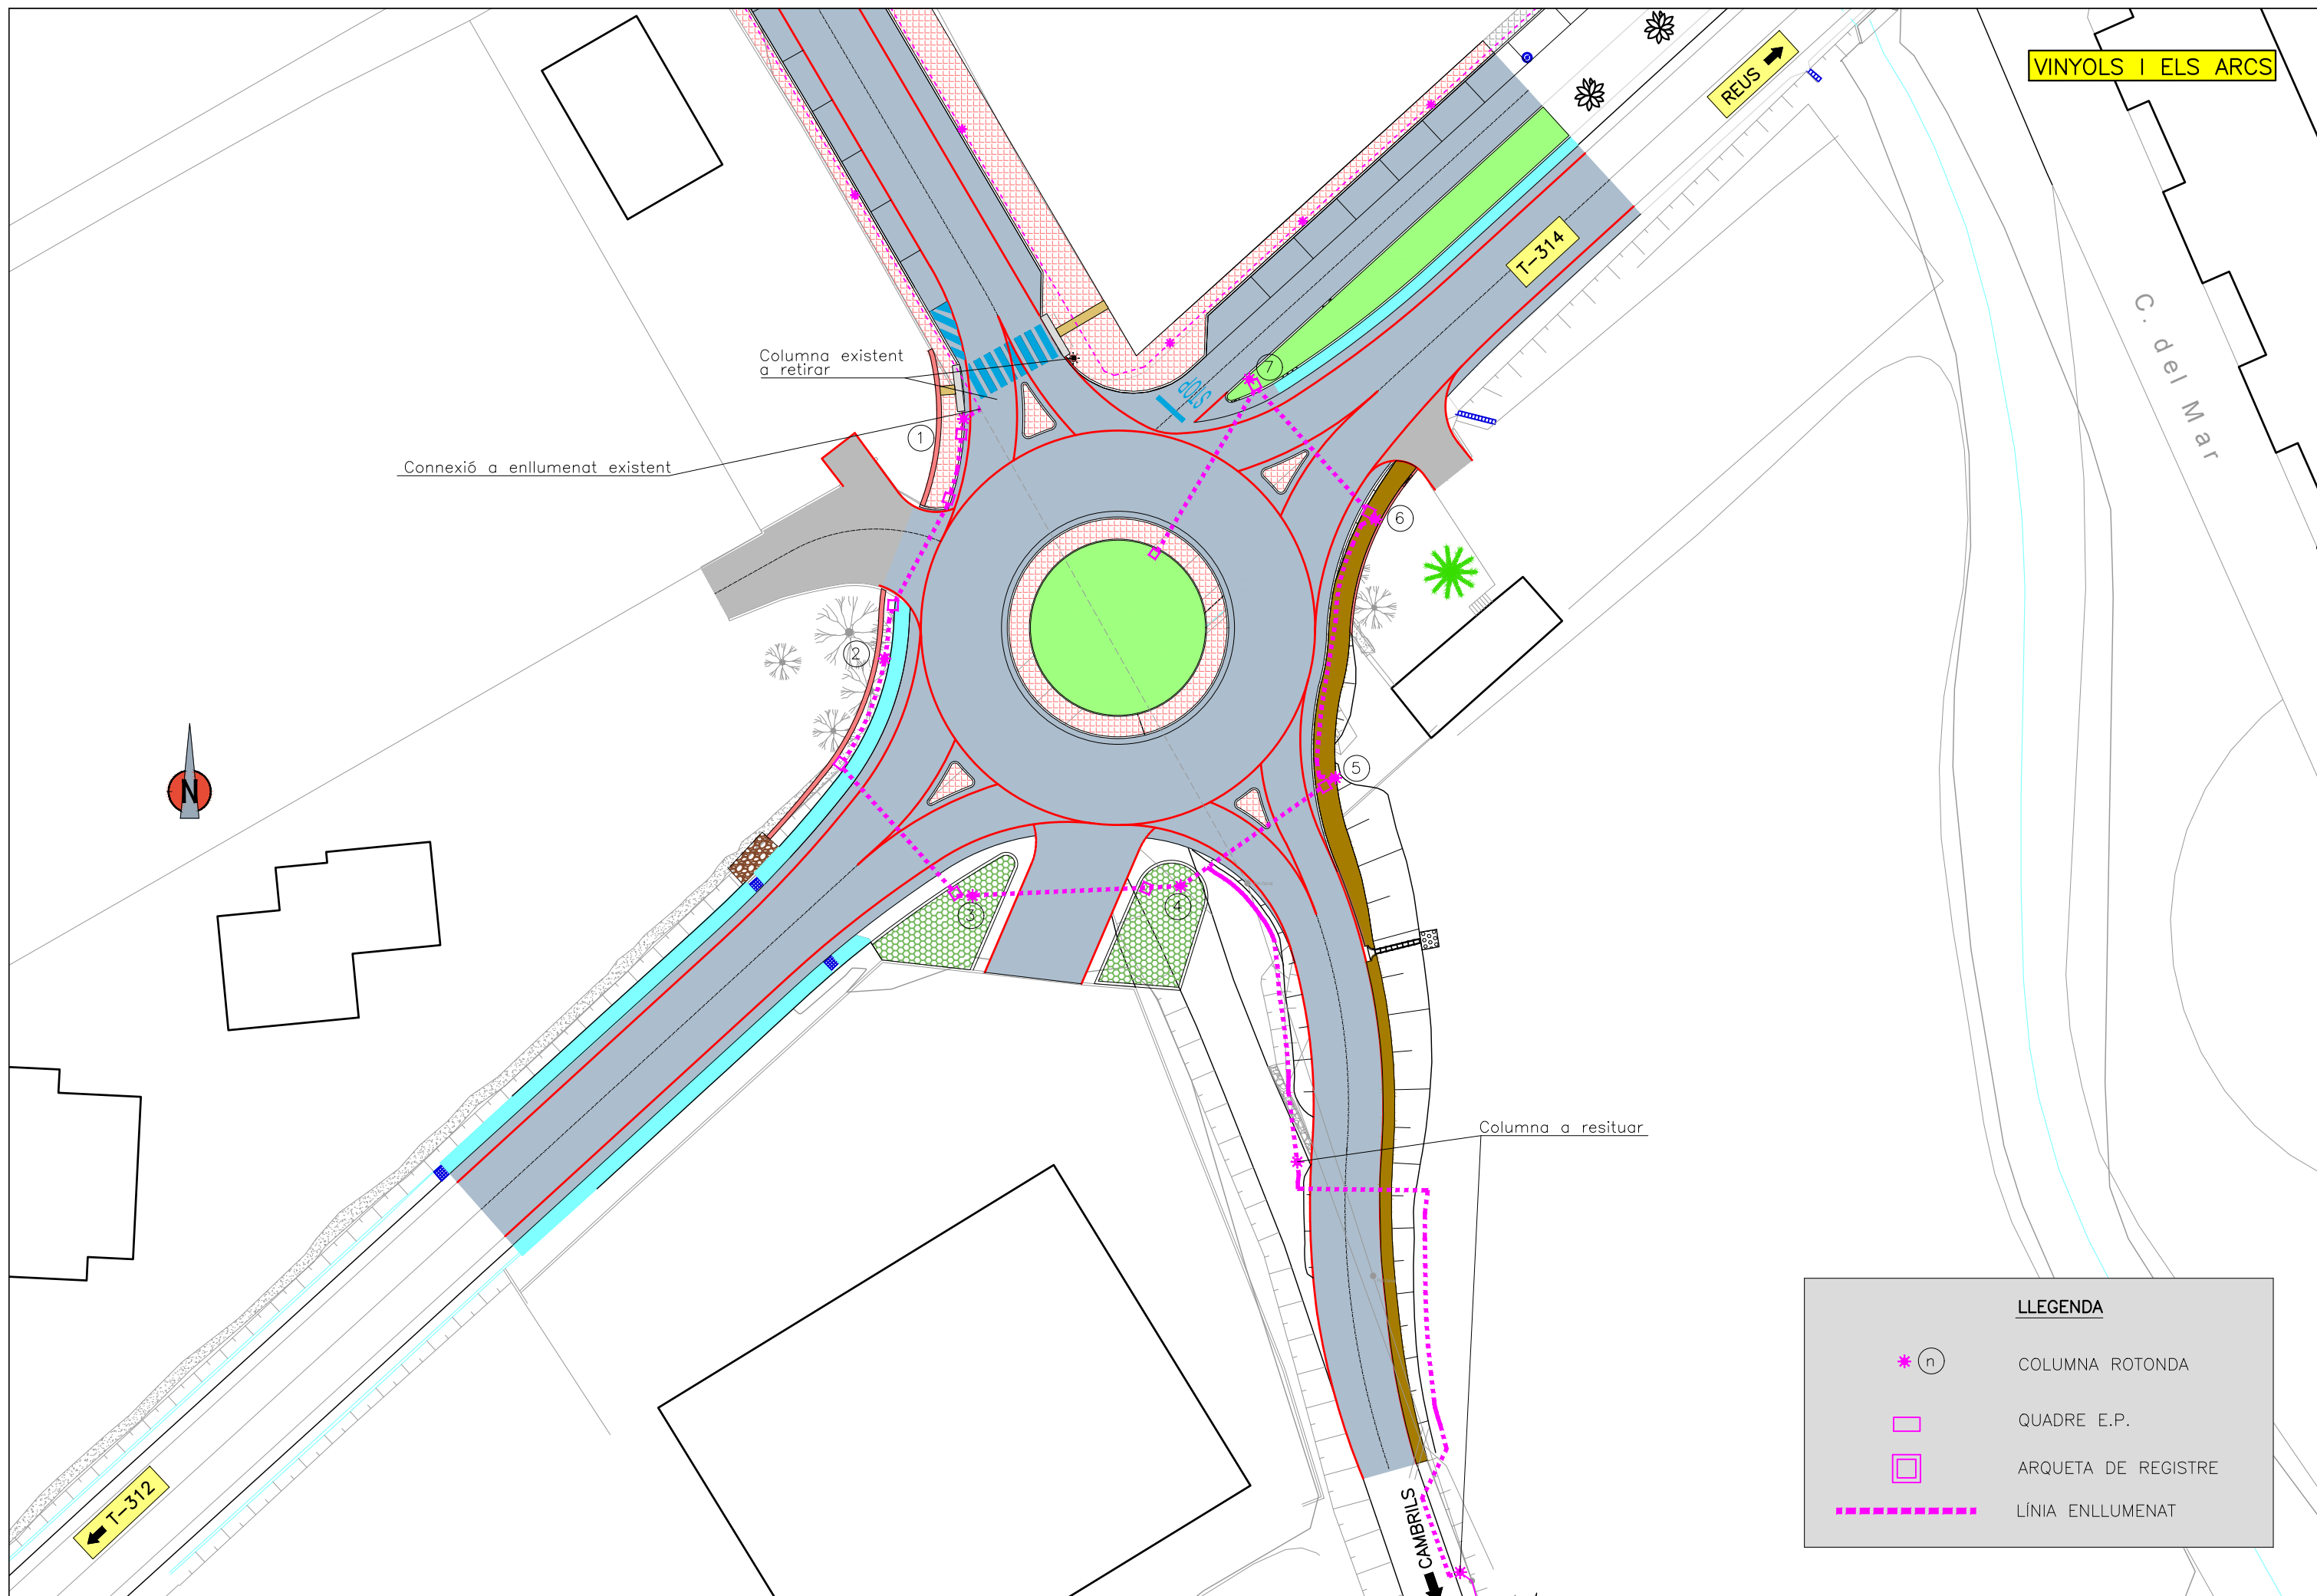 VINYOLS I ELS ARCS
REUS
T-314
C. del Mar
Columna existent
a retirar
STOP
7
1
Connexió a enllumenat existent
6
2
5
N
3
4
Columna a resituar
T-312
CAMBRILS
LLEGENDA
n COLUMNA ROTONDA
QUADRE E.P.
ARQUETA DE REGISTRE
LÍNIA ENLLUMENAT